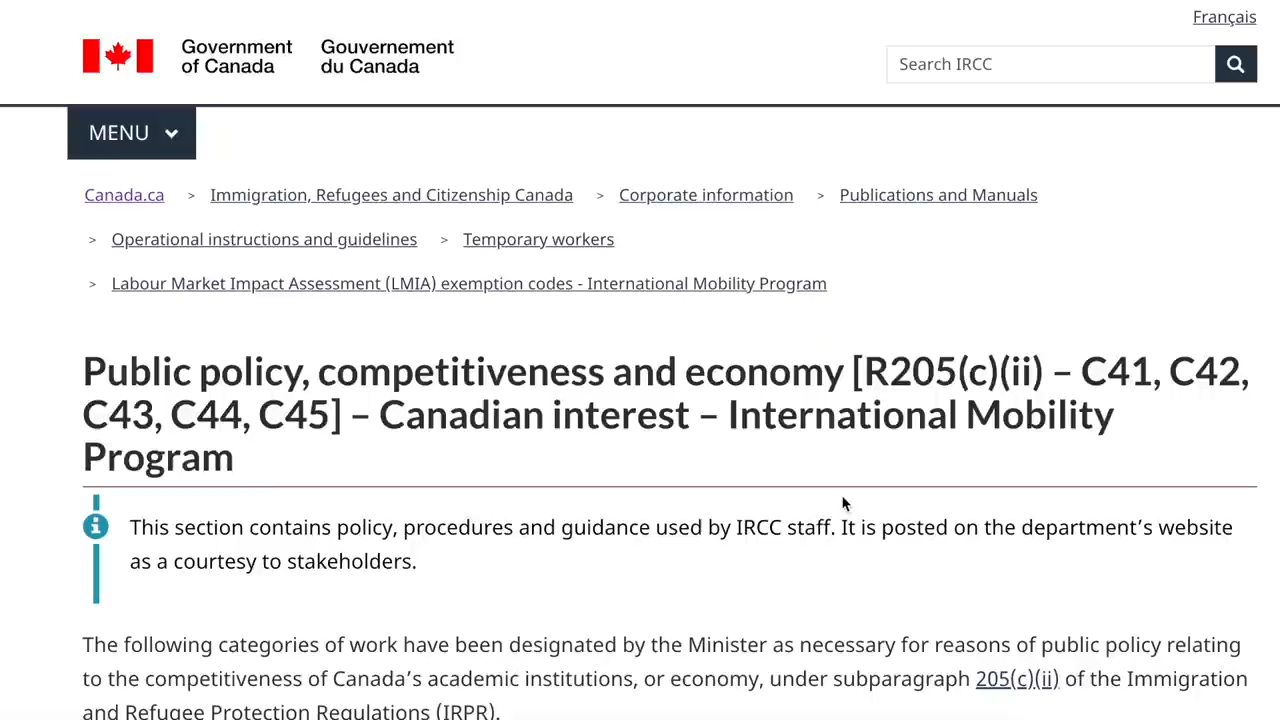 Français
Government of Canada
Gouvernement du Canada
Search IRCC
MENU
Canada.ca > Immigration, Refugees and Citizenship Canada > Corporate information > Publications and Manuals
> Operational instructions and guidelines > Temporary workers
> Labour Market Impact Assessment (LMIA) exemption codes - International Mobility Program
Public policy, competitiveness and economy [R205(c)(ii) – C41, C42,
C43, C44, C45] – Canadian interest – International Mobility
Program
This section contains policy, procedures and guidance used by IRCC staff. It is posted on the department’s website
as a courtesy to stakeholders.
The following categories of work have been designated by the Minister as necessary for reasons of public policy relating
to the competitiveness of Canada’s academic institutions, or economy, under subparagraph 205(c)(ii) of the Immigration
and Refugee Protection Regulations (IRPR).